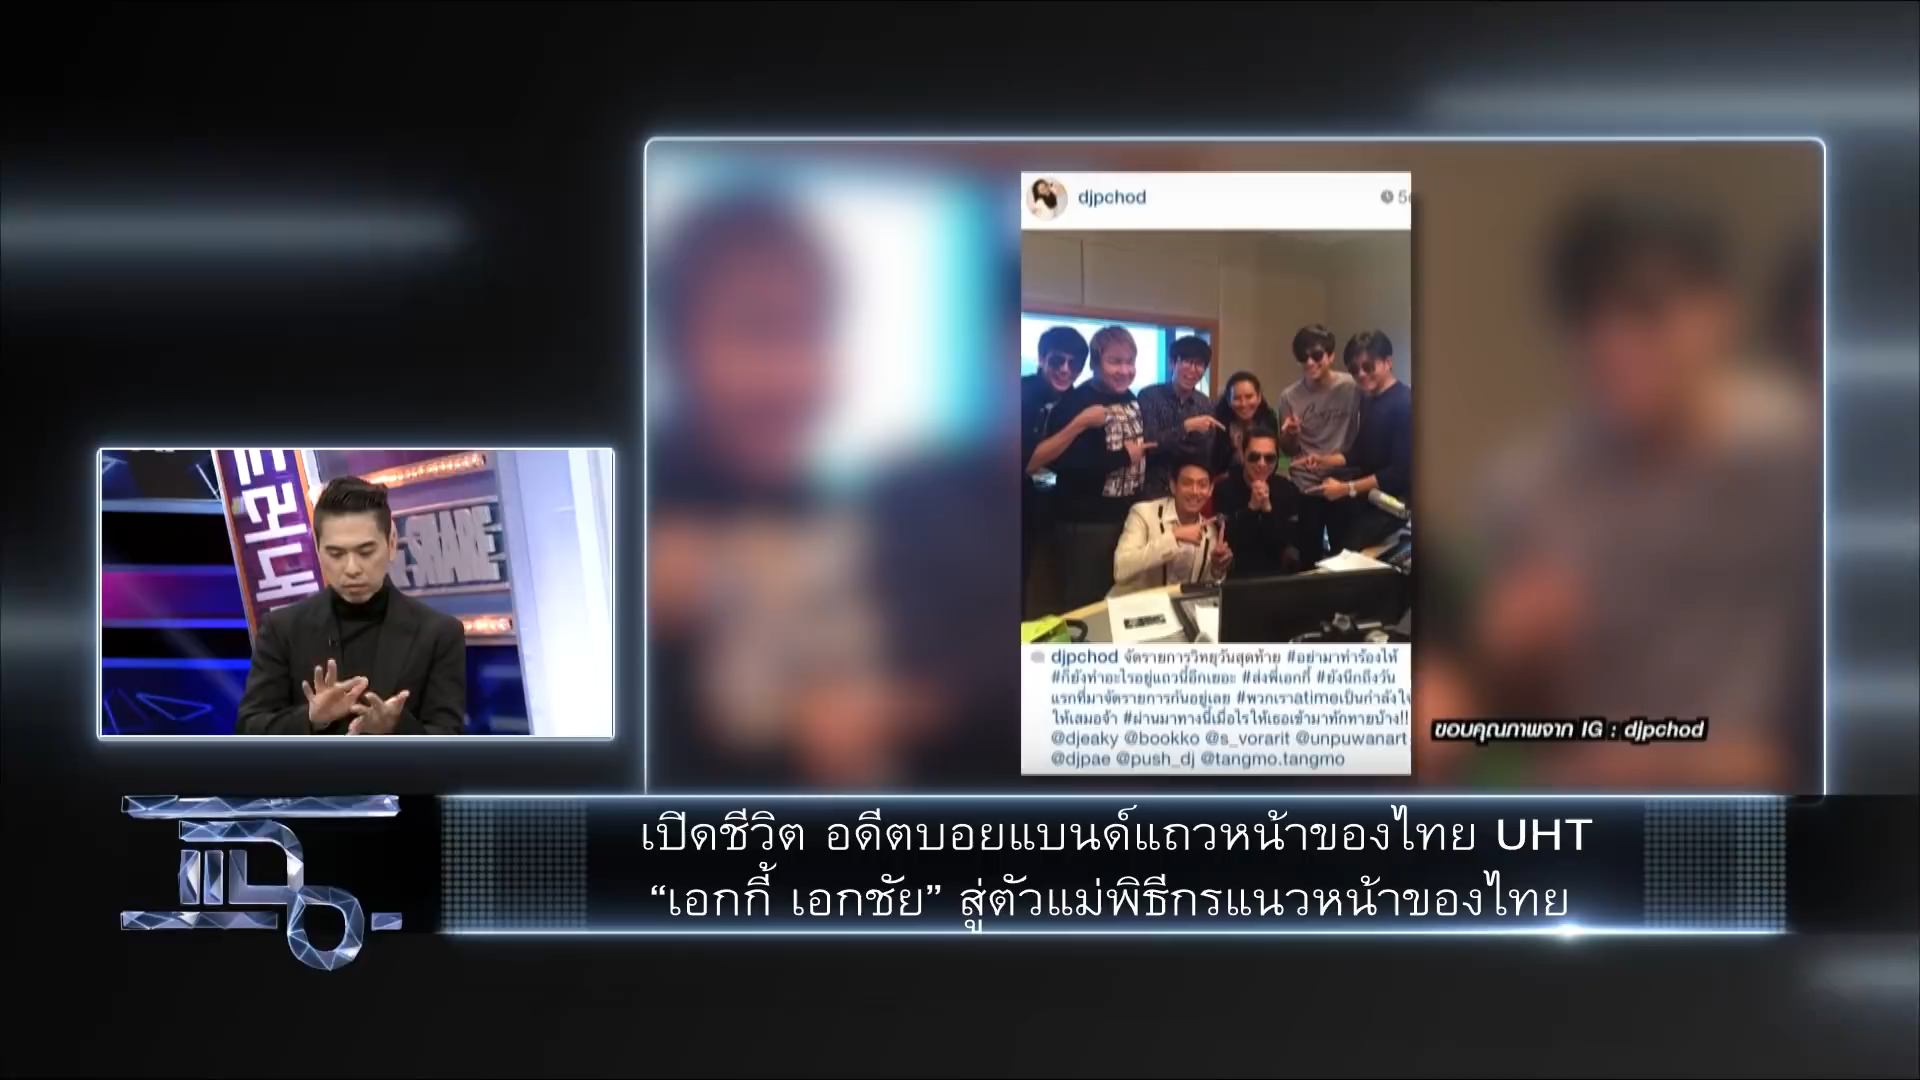 djpchod
djpchod จัดรายการวิทยุวันสุดท้าย #อย่ามาทำร้องไห้
#ก็ยังทำอะไรอยู่แถวนี้อีกเยอะ #ส่งพี่เอกกี้ #ยังนึกถึงวัน
แรกที่มาจัดรายการกันอยู่เลย #พวกเราatimeเป็นกำลังใจ
ให้เสมอจ้า #ผ่านมาทางนี้เมื่อไรให้เธอเข้ามาทักทายบ้าง!!
@djeaky @bookko @s_vorarit @unpuwanart
@djpae @push_dj @tangmo.tangmo
ขอบคุณภาพจาก IG : djpchod
SHARE
เปิดชีวิต อดีตบอยแบนด์แถวหน้าของไทย UHT
“เอกกี้ เอกชัย” สู่ตัวแม่พิธีกรแนวหน้าของไทย